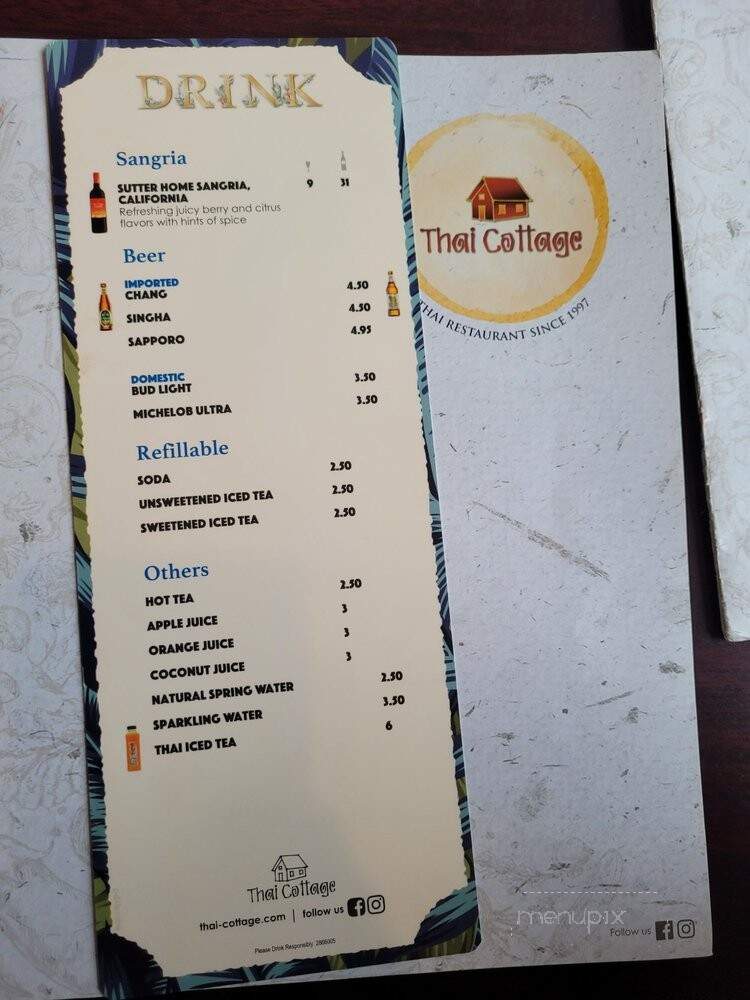 DRINK
Sangria
SUTTER HOME SANGRIA, 9 31
CALIFORNIA
Refreshing juicy berry and citrus
flavors with hints of spice
Beer
IMPORTED
CHANG 4.50
SINGHA 4.50
SAPPORO 4.95
DOMESTIC
BUD LIGHT 3.50
MICHELOB ULTRA 3.50
Refillable
SODA 2.50
UNSWEETENED ICED TEA 2.50
SWEETENED ICED TEA 2.50
Others
HOT TEA 2.50
APPLE JUICE 3
ORANGE JUICE 3
COCONUT JUICE 3
NATURAL SPRING WATER 2.50
SPARKLING WATER 3.50
THAI ICED TEA 6
Thai Cottage
thai-cottage.com | follow us
Please Drink Responsibly. 2866005
Thai Cottage
THAI RESTAURANT SINCE 1997
menupix
Follow us